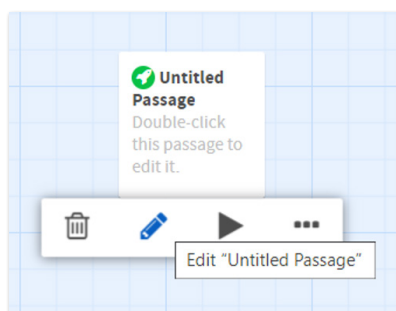 Untitled
Passage
Double-click
this passage to
edit it.
Edit “Untitled Passage”